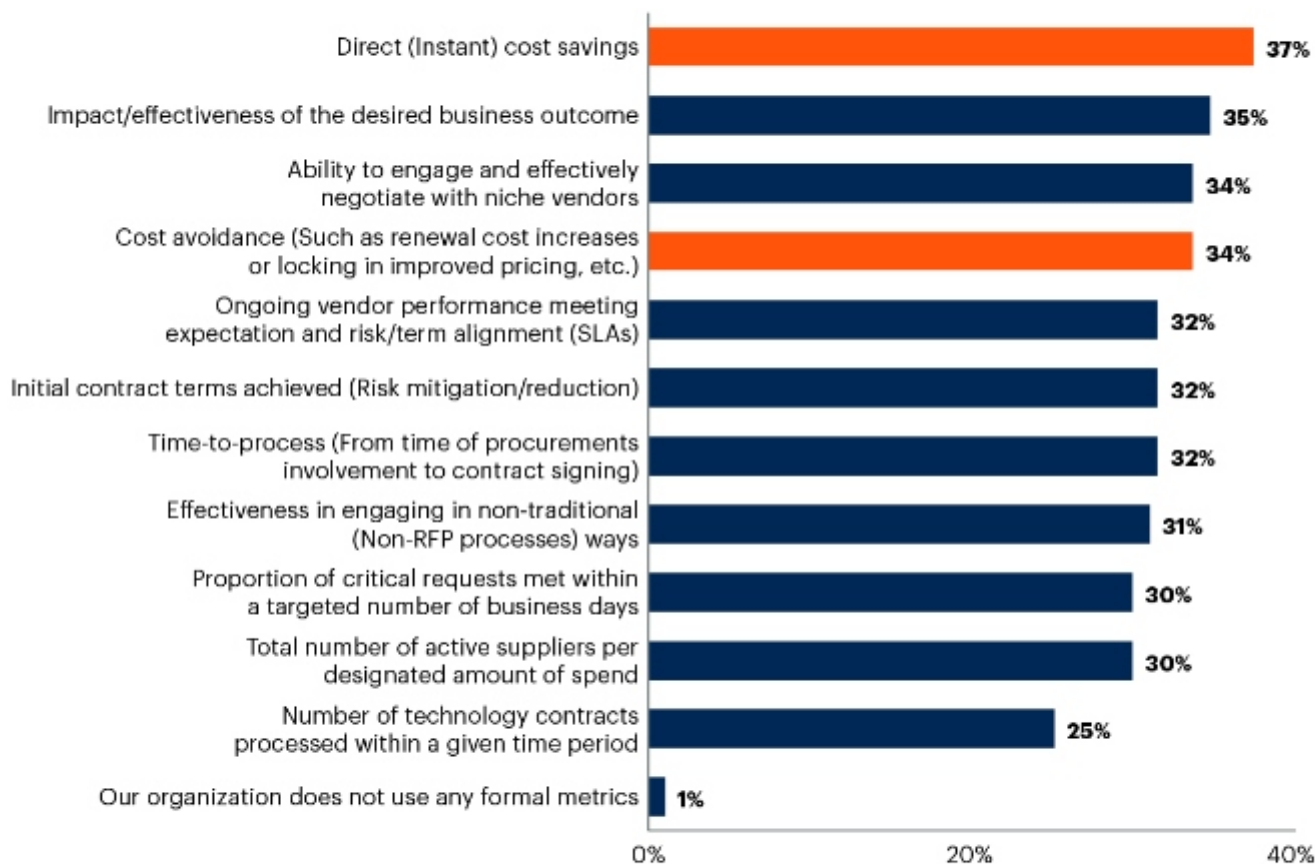 Direct (Instant) cost savings
37%
Impact/effectiveness of the desired business outcome
35%
Ability to engage and effectively
negotiate with niche vendors
34%
Cost avoidance (Such as renewal cost increases
or locking in improved pricing, etc.)
34%
Ongoing vendor performance meeting
expectation and risk/term alignment (SLAs)
32%
Initial contract terms achieved (Risk mitigation/reduction)
32%
Time-to-process (From time of procurements
involvement to contract signing)
32%
Effectiveness in engaging in non-traditional
(Non-RFP processes) ways
31%
Proportion of critical requests met within
a targeted number of business days
30%
Total number of active suppliers per
designated amount of spend
30%
Number of technology contracts
processed within a given time period
25%
Our organization does not use any formal metrics
1%
0%
20%
40%